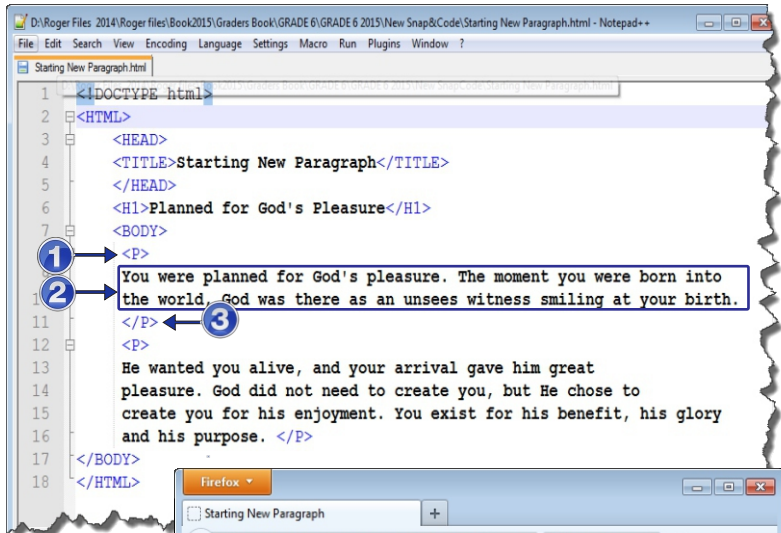 D:\Roger Files 2014\Roger files\Book2015\Graders Book\GRADE 6\GRADE 6 2015\New Snap&Code\Starting New Paragraph.html - Notepad++
File Edit Search View Encoding Language Settings Macro Run Plugins Window ?
Starting New Paragraph.html
1 <!DOCTYPE html>
2 <HTML>
3 <HEAD>
4 <TITLE>Starting New Paragraph</TITLE>
5 </HEAD>
6 <H1>Planned for God's Pleasure</H1>
7 <BODY>
1 <P>
You were planned for God's pleasure. The moment you were born into
2 the world, God was there as an unsees witness smiling at your birth.
11 </P> 3
12 <P>
13 He wanted you alive, and your arrival gave him great
14 pleasure. God did not need to create you, but He chose to
15 create you for his enjoyment. You exist for his benefit, his glory
16 and his purpose. </P>
17 </BODY>
18 </HTML>
Firefox
Starting New Paragraph